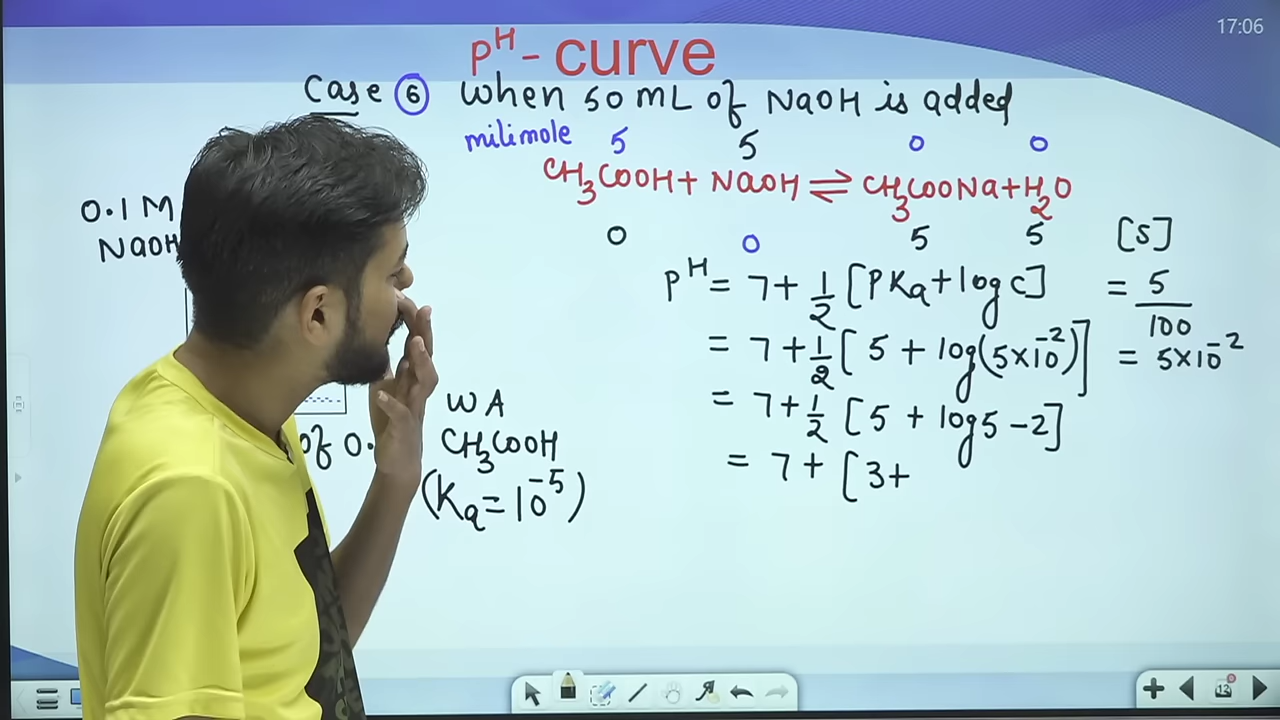 17:06
pH - curve
Case ⑥ when 50 mL of NaOH is added
milimole 5 5 0 0
CH3COOH + NaOH ⇌ CH3COONa + H2O
0.1 M
NaOH
0 0 5 5 [S]
pH = 7 + 1/2 [PKa + log c] = 5/100
= 7 + 1/2 [5 + log(5×10^-2)] = 5×10^-2
= 7 + 1/2 [5 + log5 - 2]
= 7 + [3 +
of 0.
WA
CH3COOH
(Ka = 10^-5)
12